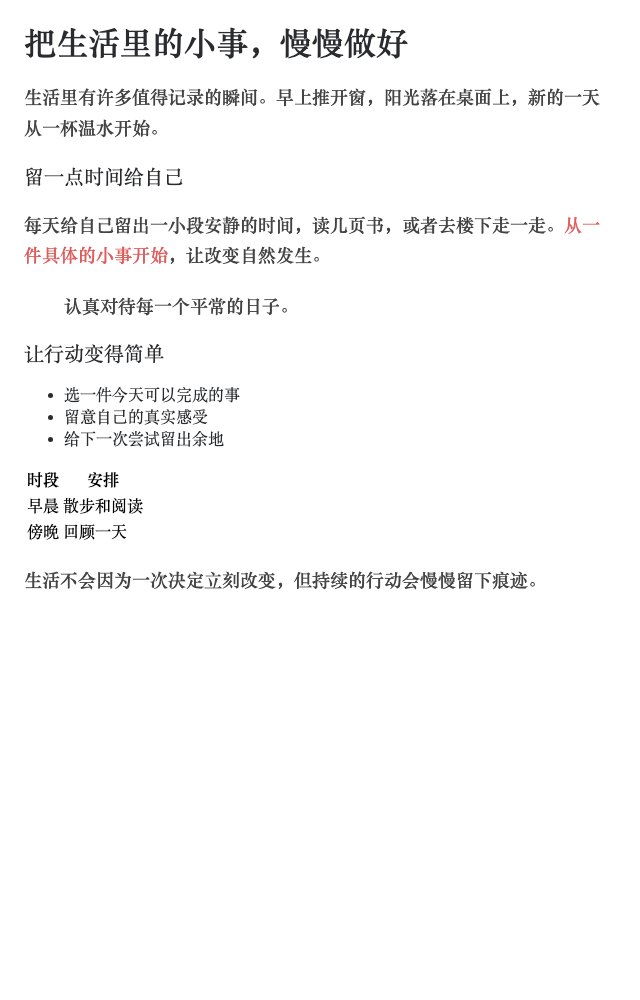 把生活里的小事，慢慢做好
生活里有许多值得记录的瞬间。早上推开窗，阳光落在桌面上，新的一天
从一杯温水开始。
留一点时间给自己
每天给自己留出一小段安静的时间，读几页书，或者去楼下走一走。从一
件具体的小事开始，让改变自然发生。
认真对待每一个平常的日子。
让行动变得简单
• 选一件今天可以完成的事
• 留意自己的真实感受
• 给下一次尝试留出余地
时段 安排
早晨 散步和阅读
傍晚 回顾一天
生活不会因为一次决定立刻改变，但持续的行动会慢慢留下痕迹。